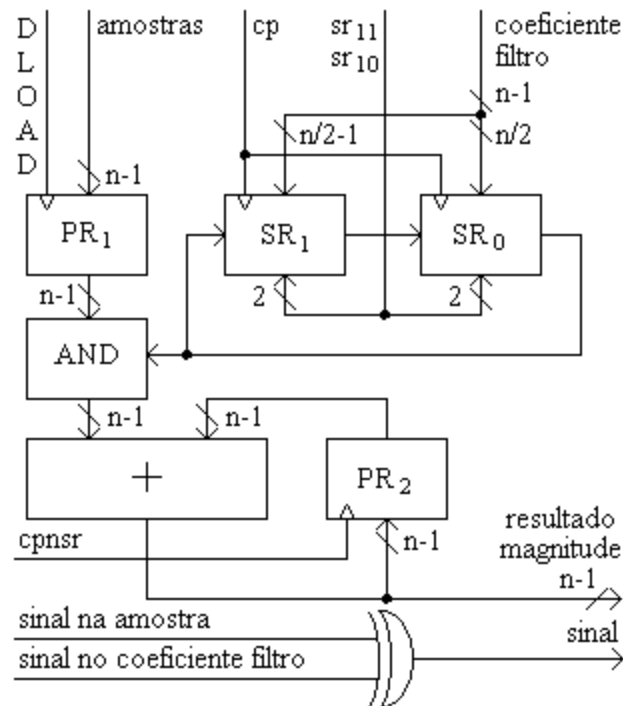 DLOAD
amostras
cp
sr11
sr10
coeficiente
filtro
n-1
n/2-1
n/2
n-1
PR1
SR1
SR0
n-1
2
2
AND
n-1
n-1
+
PR2
cpnsr
n-1
resultado
magnitude
n-1
sinal na amostra
sinal
sinal no coeficiente filtro